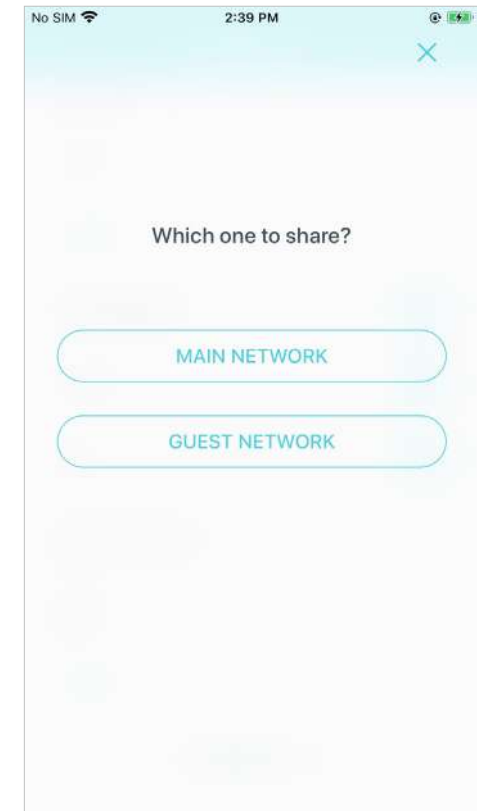 No SIM 2:39 PM
Which one to share?
MAIN NETWORK
GUEST NETWORK